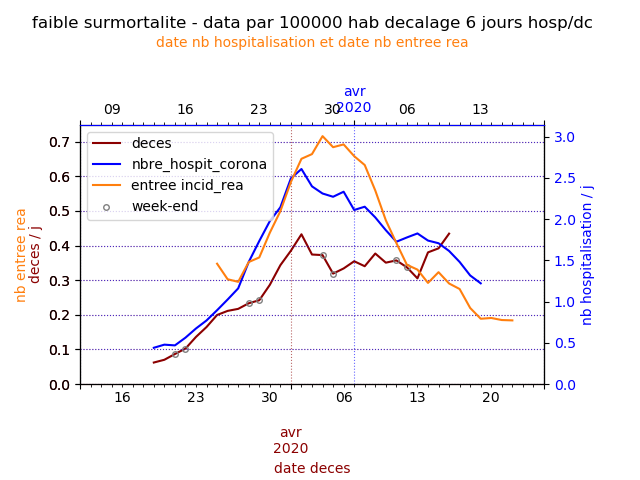 faible surmortalite - data par 100000 hab decalage 6 jours hosp/dc
date nb hospitalisation et date nb entree rea
avr
2020
09 16 23 30 06 13
deces
nbre_hospit_corona
entree incid_rea
week-end
nb entree rea
deces / j
0.7
0.6
0.5
0.4
0.3
0.2
0.1
0.0
3.0
2.5
2.0
1.5
1.0
0.5
0.0
nb hospitalisation / j
16 23 30 06 13 20
avr
2020
date deces